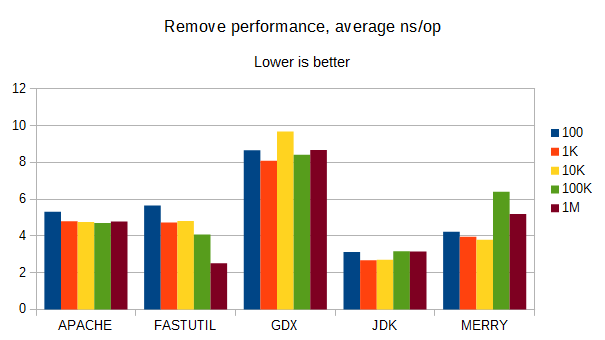 Remove performance, average ns/op
Lower is better
12
10
8
6
4
2
0
APACHE FASTUTIL GDX JDK MERRY
100
1K
10K
100K
1M